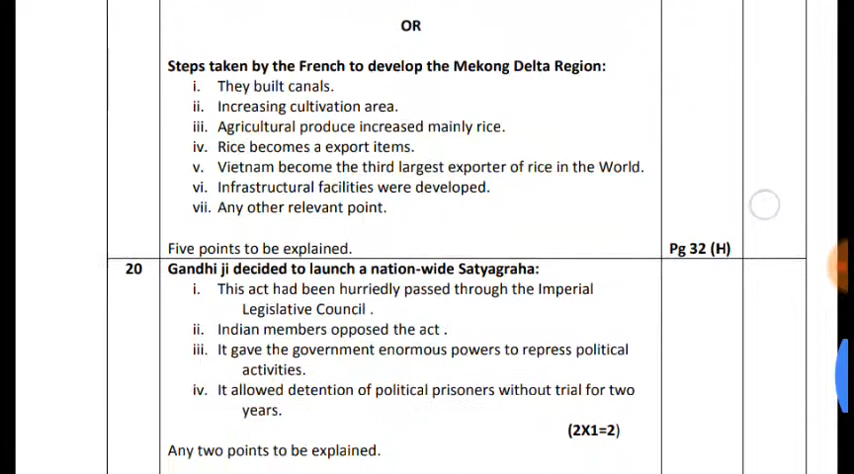 OR
Steps taken by the French to develop the Mekong Delta Region:
i. They built canals.
ii. Increasing cultivation area.
iii. Agricultural produce increased mainly rice.
iv. Rice becomes a export items.
v. Vietnam become the third largest exporter of rice in the World.
vi. Infrastructural facilities were developed.
vii. Any other relevant point.
Five points to be explained. Pg 32 (H)
20 Gandhi ji decided to launch a nation-wide Satyagraha:
i. This act had been hurriedly passed through the Imperial
Legislative Council .
ii. Indian members opposed the act .
iii. It gave the government enormous powers to repress political
activities.
iv. It allowed detention of political prisoners without trial for two
years.
(2X1=2)
Any two points to be explained.